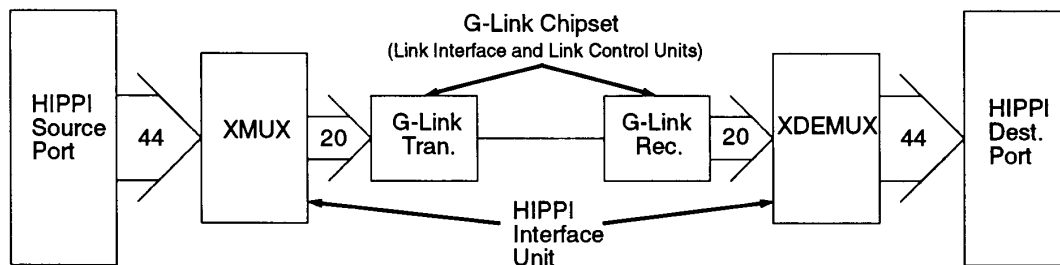 G-Link Chipset
(Link Interface and Link Control Units)
HIPPI
Source
Port
44
XMUX
20
G-Link
Tran.
G-Link
Rec.
20
XDEMUX
44
HIPPI
Dest.
Port
HIPPI
Interface
Unit